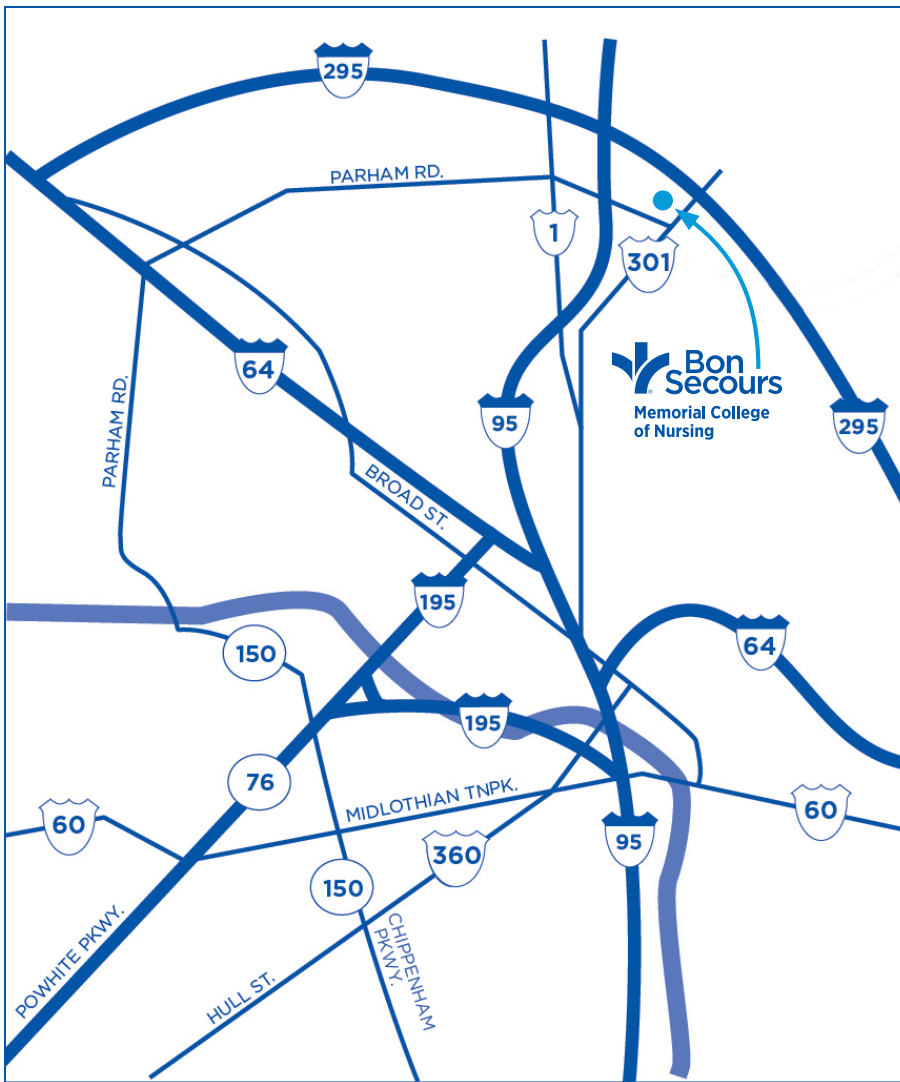 295
PARHAM RD.
1
301
64
Bon
Secours
®
Memorial College
of Nursing
PARHAM RD.
95
295
BROAD ST.
195
150
64
195
76
MIDLOTHIAN TNPK.
60
60
360
95
150
POWHITE PKWY.
CHIPPENHAM
PKWY.
HULL ST.